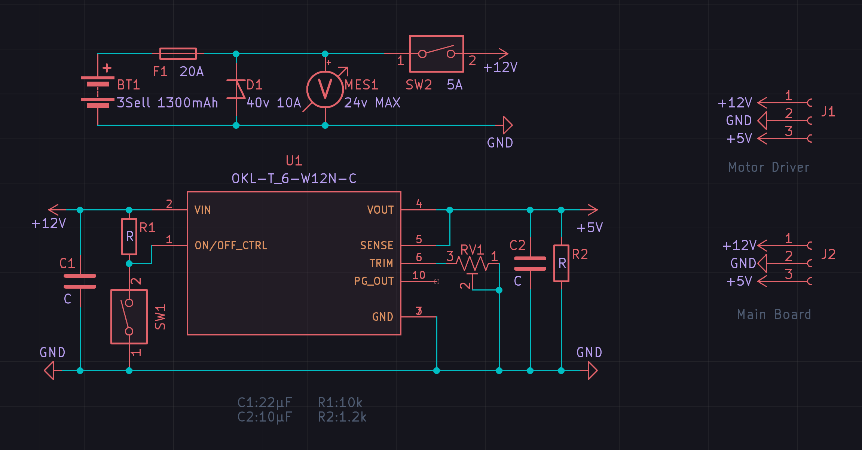 1
2
+12V
F1 20A
SW2 5A
BT1
3Sell 1300mAh
D1
40v 10A
+
V
MES1
24v MAX
GND
+12V 1
GND 2
+5V 3
J1
Motor Driver
U1
OKL-T_6-W12N-C
+12V
2 VIN
R1
R
1 ON/OFF_CTRL
VOUT 4
SENSE 5
TRIM 6
PG_OUT 10
GND 3
+5V
C1
C
2
SW1
1
3 RV1 1
2
C2
C
R R2
GND
GND
+12V 1
GND 2
+5V 3
J2
Main Board
C1:22µF R1:10k
C2:10µF R2:1.2k